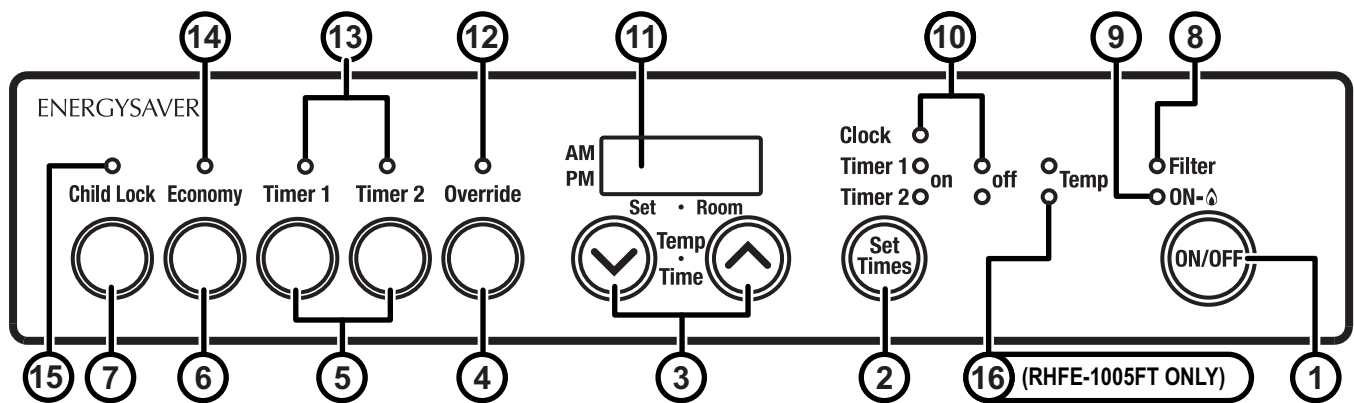 14 13 12 11 10 9 8
ENERGYSAVER
Clock
AM
PM
Timer 1 on off Temp Filter
Timer 2 ON-
Child Lock Economy Timer 1 Timer 2 Override
Set · Room
Temp
·
Time
Set
Times
ON/OFF
15 7 6 5 4 3 2 16 (RHFE-1005FT ONLY) 1